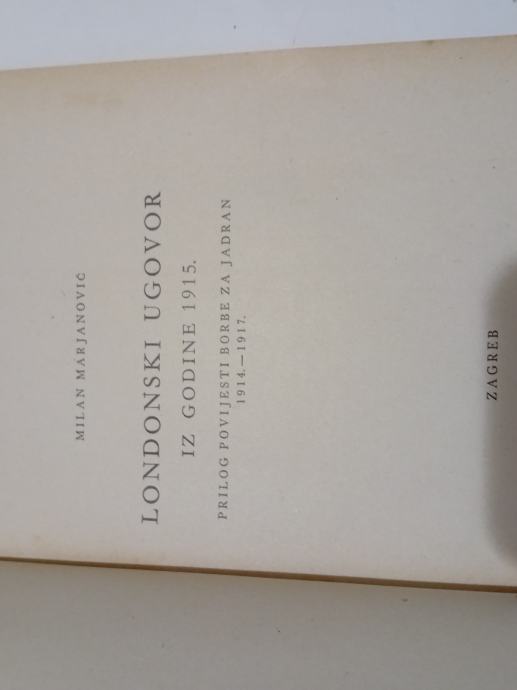 MILAN MARJANOVIĆ
LONDONSKI UGOVOR
IZ GODINE 1915.
PRILOG POVIJESTI BORBE ZA JADRAN
1914.—1917.
ZAGREB